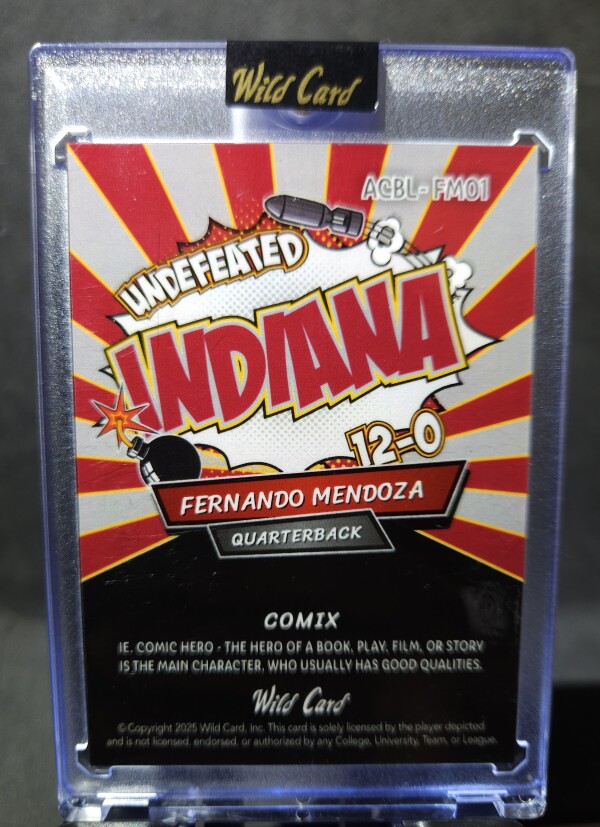 Wild Card
ACBL-FM01
UNDEFEATED
INDIANA
12-0
FERNANDO MENDOZA
QUARTERBACK
COMIX
IE. COMIC HERO - THE HERO OF A BOOK, PLAY, FILM, OR STORY
IS THE MAIN CHARACTER, WHO USUALLY HAS GOOD QUALITIES.
Wild Card
© Copyright 2025 Wild Card, Inc. This card is solely licensed by the player depicted
and is not licensed, endorsed, or authorized by any College, University, Team, or League.